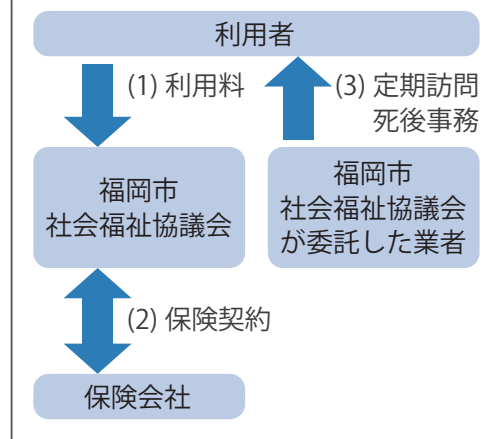 利用者
(1) 利用料
(3) 定期訪問
死後事務
福岡市
社会福祉協議会
福岡市
社会福祉協議会
が委託した業者
(2) 保険契約
保険会社